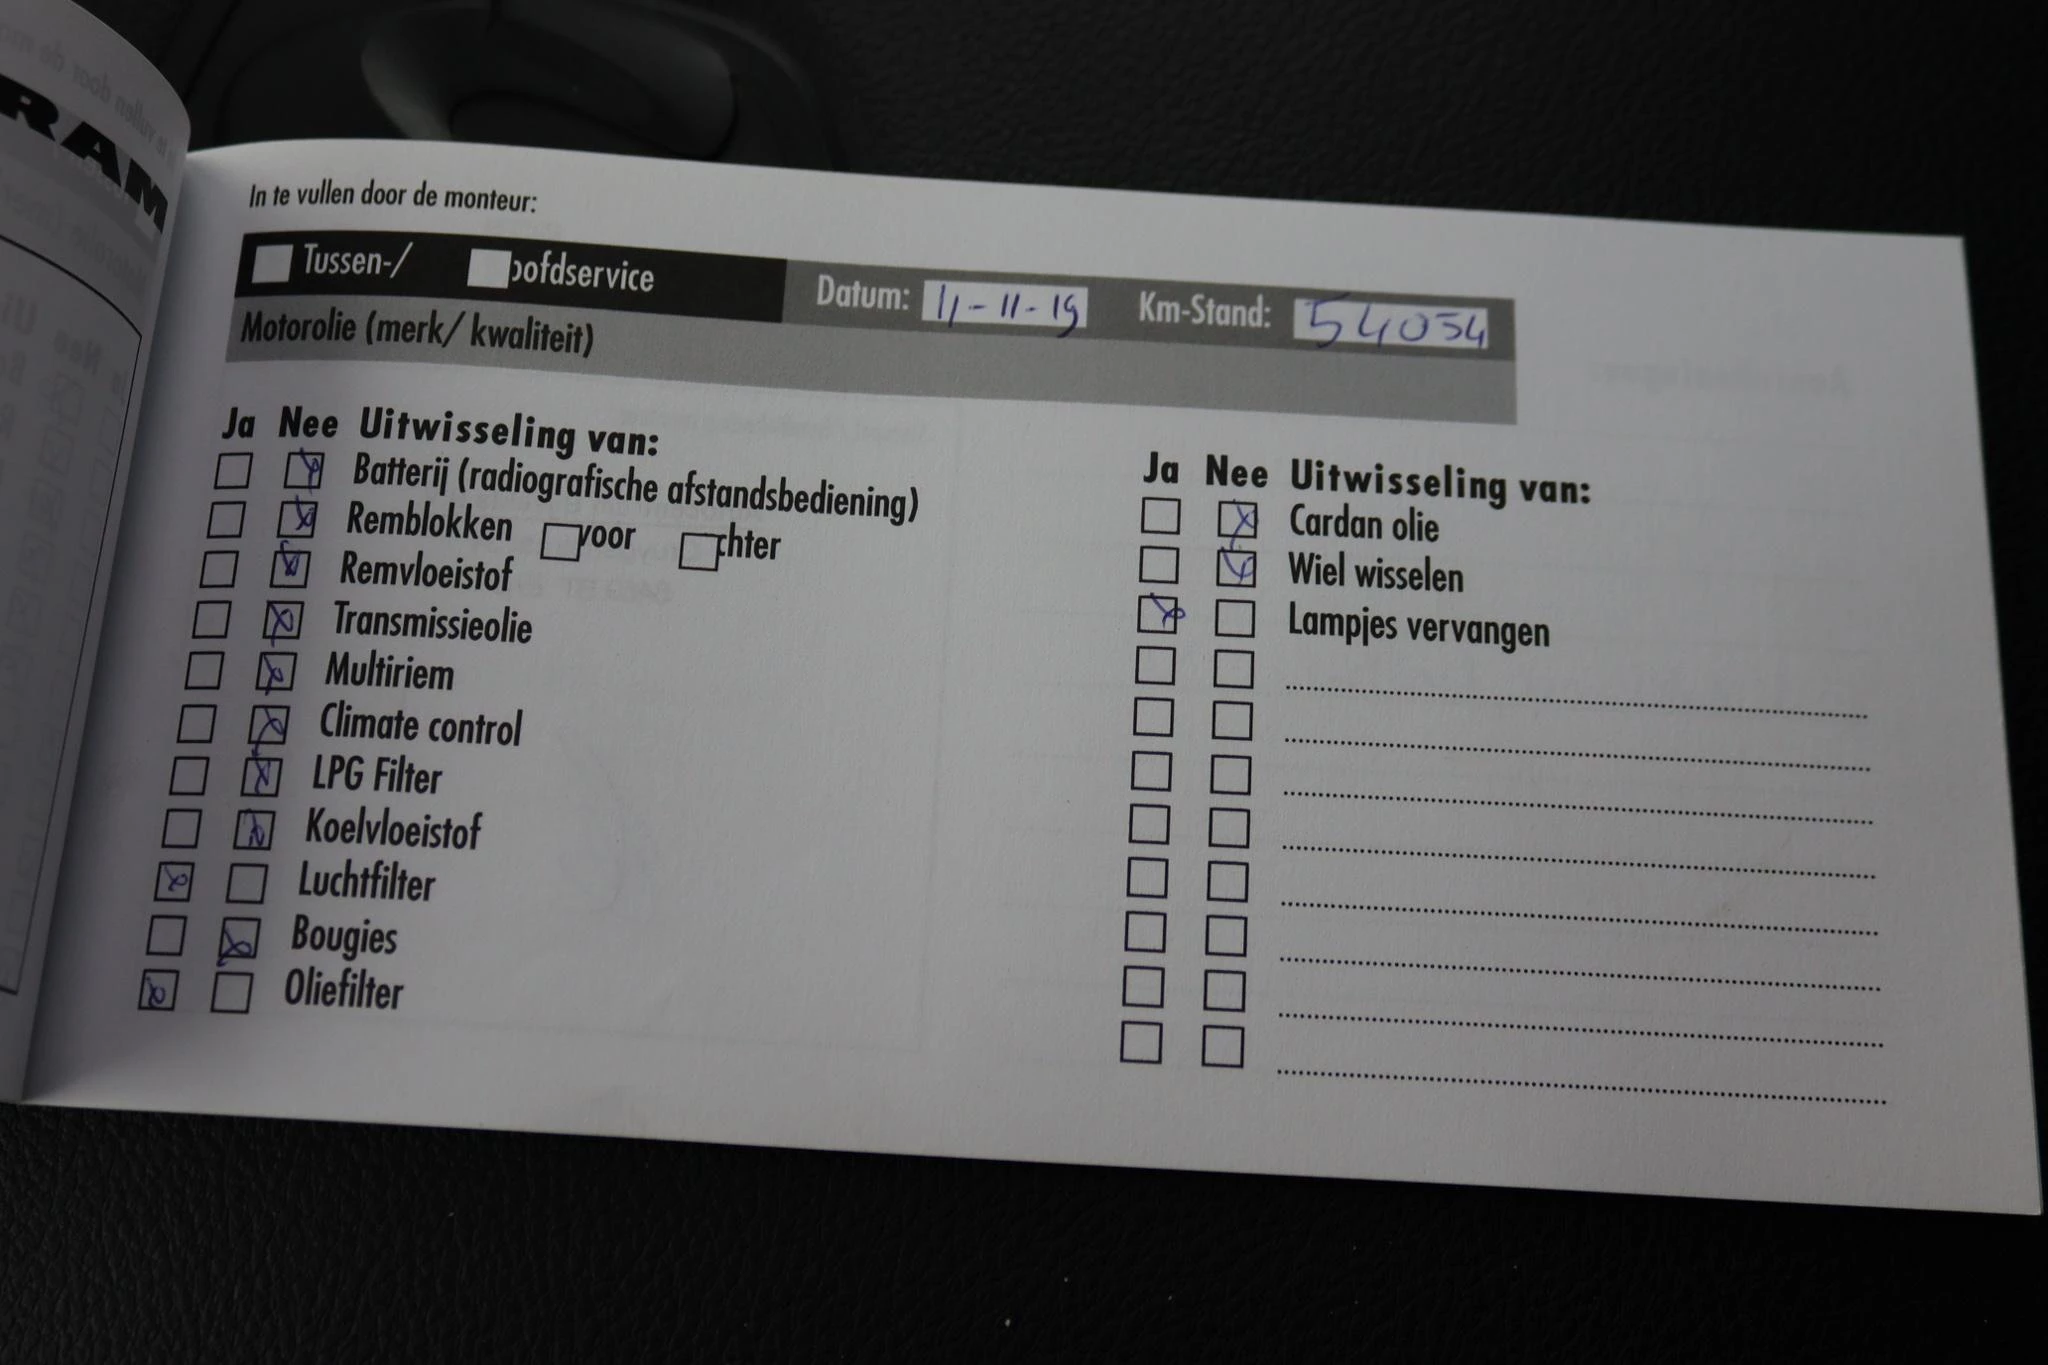 RAM
In te vullen door de monteur:
Tussen-/ oofdservice Datum: 11-11-19 Km-Stand: 54054
Motorolie (merk/ kwaliteit)
Ja Nee Uitwisseling van:
Batterij (radiografische afstandsbediening)
Remblokken voor chter
Remvloeistof
Transmissieolie
Multiriem
Climate control
LPG Filter
Koelvloeistof
Luchtfilter
Bougies
Oliefilter
Ja Nee Uitwisseling van:
Cardan olie
Wiel wisselen
Lampjes vervangen